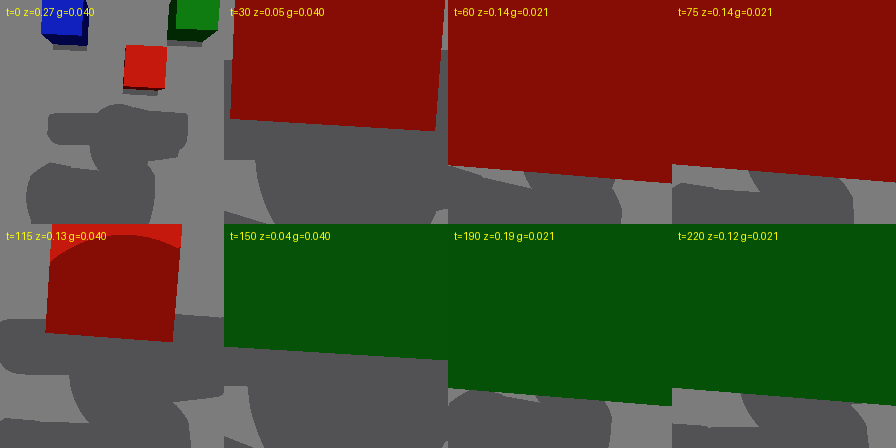 t=0 z=0.27 g=0.040
t=30 z=0.05 g=0.040
t=60 z=0.14 g=0.021
t=75 z=0.14 g=0.021
t=115 z=0.13 g=0.040
t=150 z=0.04 g=0.040
t=190 z=0.19 g=0.021
t=220 z=0.12 g=0.021